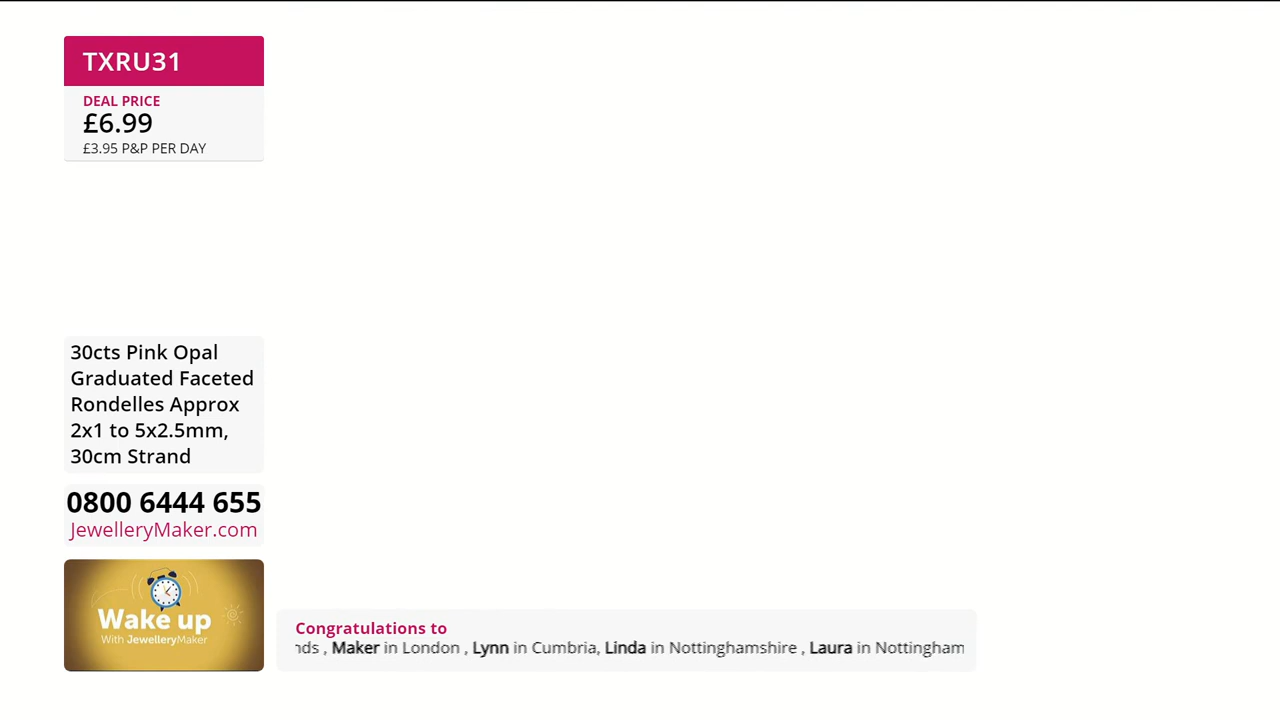 TXRU31
DEAL PRICE
£6.99
£3.95 P&P PER DAY
30cts Pink Opal
Graduated Faceted
Rondelles Approx
2x1 to 5x2.5mm,
30cm Strand
0800 6444 655
JewelleryMaker.com
Wake up
With JewelleryMaker
Congratulations to
nds , Maker in London , Lynn in Cumbria, Linda in Nottinghamshire , Laura in Nottingham